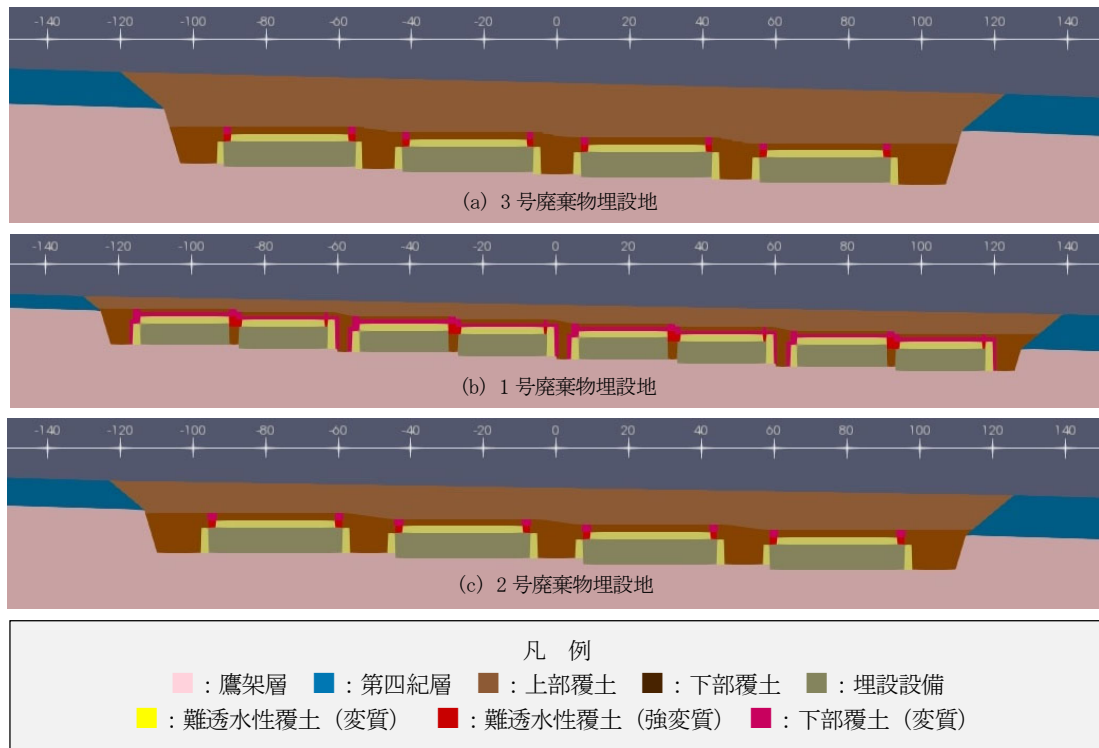 -140 -120 -100 -80 -60 -40 -20 0 20 40 60 80 100 120 140
(a) 3 号廃棄物埋設地
-140 -120 -100 -80 -60 -40 -20 0 20 40 60 80 100 120 140
(b) 1 号廃棄物埋設地
-140 -120 -100 -80 -60 -40 -20 0 20 40 60 80 100 120 140
(c) 2 号廃棄物埋設地
凡 例
:鷹架層 :第四紀層 :上部覆土 :下部覆土 :埋設設備
:難透水性覆土(変質) :難透水性覆土(強変質) :下部覆土(変質)